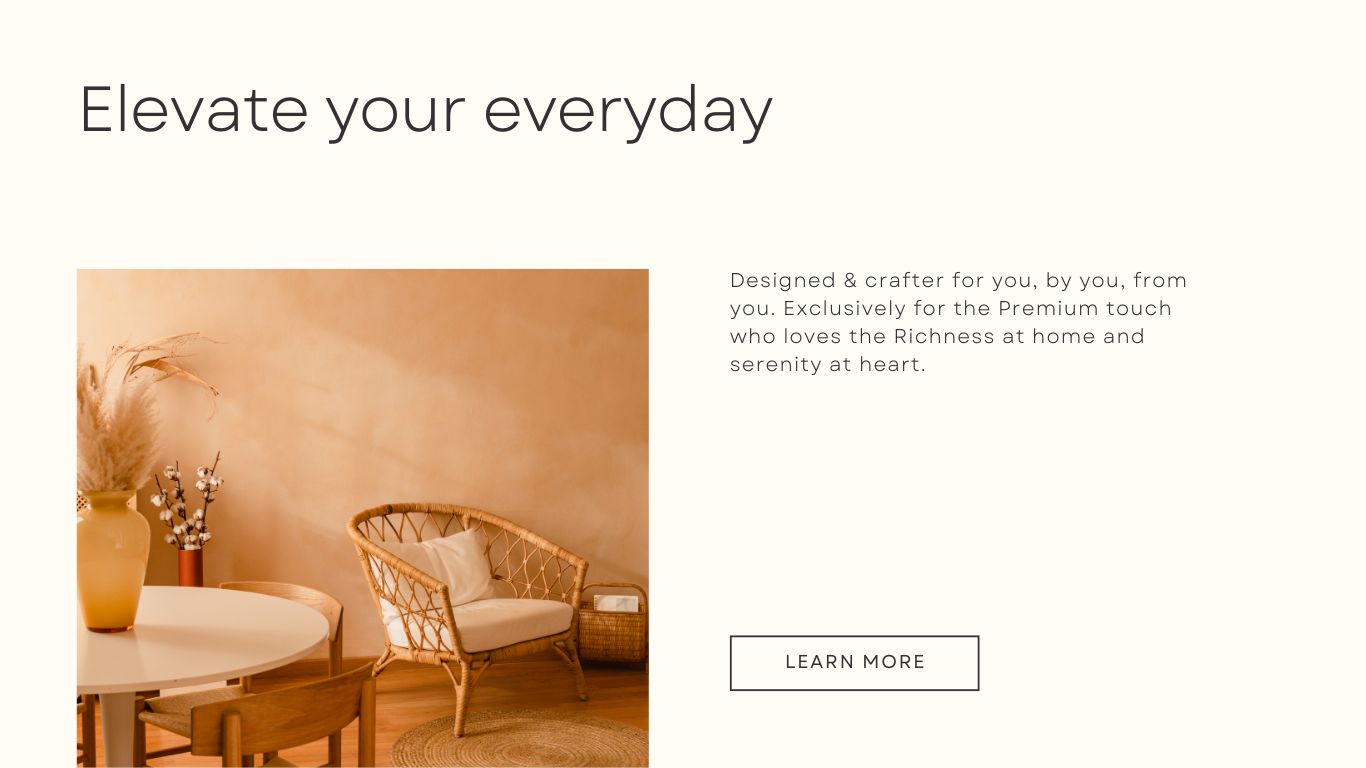 Elevate your everyday
Designed & crafter for you, by you, from
you. Exclusively for the Premium touch
who loves the Richness at home and
serenity at heart.
LEARN MORE